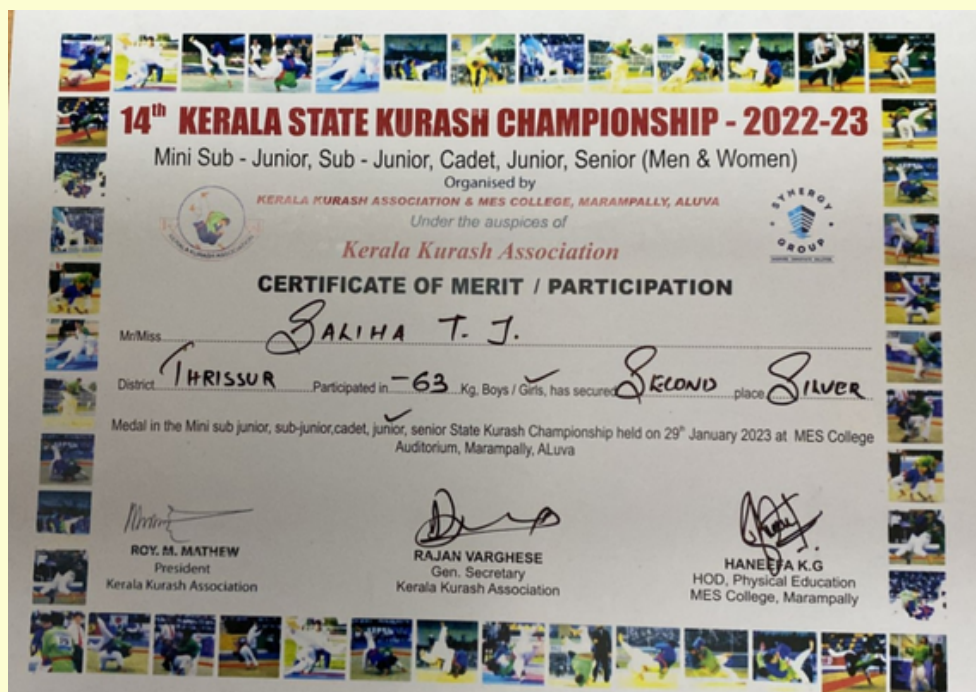 14th KERALA STATE KURASH CHAMPIONSHIP - 2022-23
Mini Sub - Junior, Sub - Junior, Cadet, Junior, Senior (Men & Women)
Organised by
KERALA KURASH ASSOCIATION & MES COLLEGE, MARAMPALLY, ALUVA
Under the auspices of
Kerala Kurash Association
KERALA KURASH ASSOCIATION
SYNERGY
GROUP
CERTIFICATE OF MERIT / PARTICIPATION
Mr/Miss SALIHA T. J.
District THRISSUR Participated in -63 Kg, Boys / Girls, has secured SECOND place SILVER
Medal in the Mini sub junior, sub-junior,cadet, junior, senior State Kurash Championship held on 29th January 2023 at MES College
Auditorium, Marampally, ALuva
ROY. M. MATHEW
President
Kerala Kurash Association
RAJAN VARGHESE
Gen. Secretary
Kerala Kurash Association
HANEEFA K.G
HOD, Physical Education
MES College, Marampally